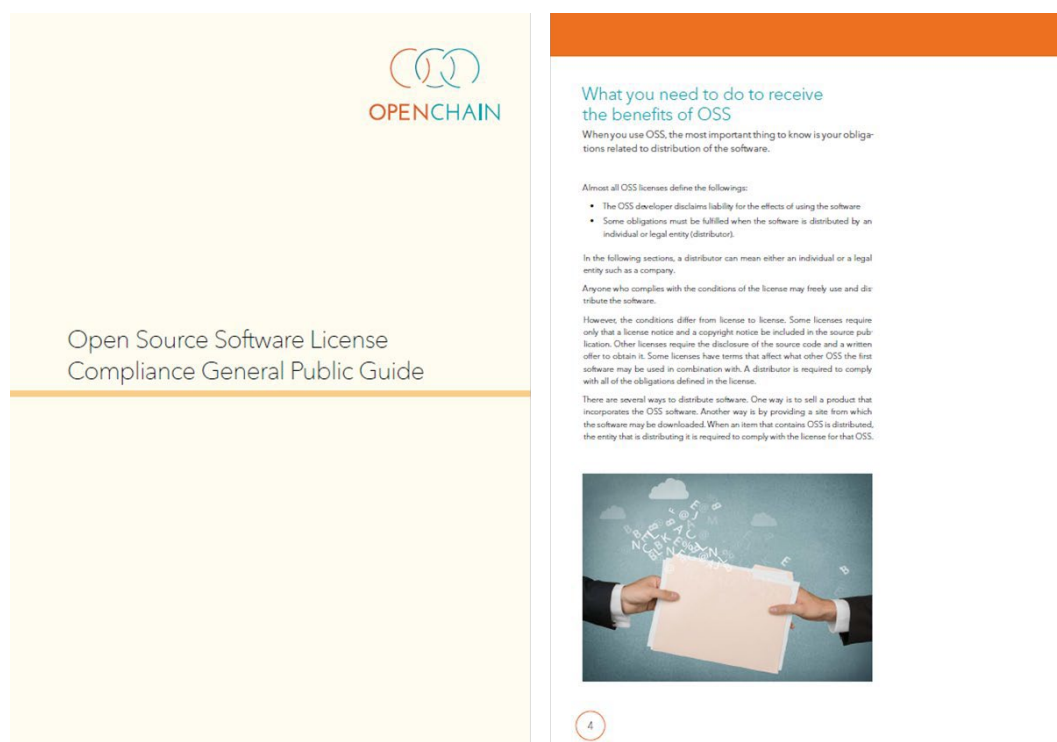 OPENCHAIN
Open Source Software License
Compliance General Public Guide
What you need to do to receive
the benefits of OSS
When you use OSS, the most important thing to know is your obliga-
tions related to distribution of the software.
Almost all OSS licenses define the followings:
• The OSS developer disclaims liability for the effects of using the software
• Some obligations must be fulfilled when the software is distributed by an
individual or legal entity (distributor).
In the following sections, a distributor can mean either an individual or a legal
entity such as a company.
Anyone who complies with the conditions of the license may freely use and dis-
tribute the software.
However, the conditions differ from license to license. Some licenses require
only that a license notice and a copyright notice be included in the source pub-
lication. Other licenses require the disclosure of the source code and a written
offer to obtain it. Some licenses have terms that affect what other OSS the first
software may be used in combination with. A distributor is required to comply
with all of the obligations defined in the license.
There are several ways to distribute software. One way is to sell a product that
incorporates the OSS software. Another way is by providing a site from which
the software may be downloaded. When an item that contains OSS is distributed,
the entity that is distributing it is required to comply with the license for that OSS.
4